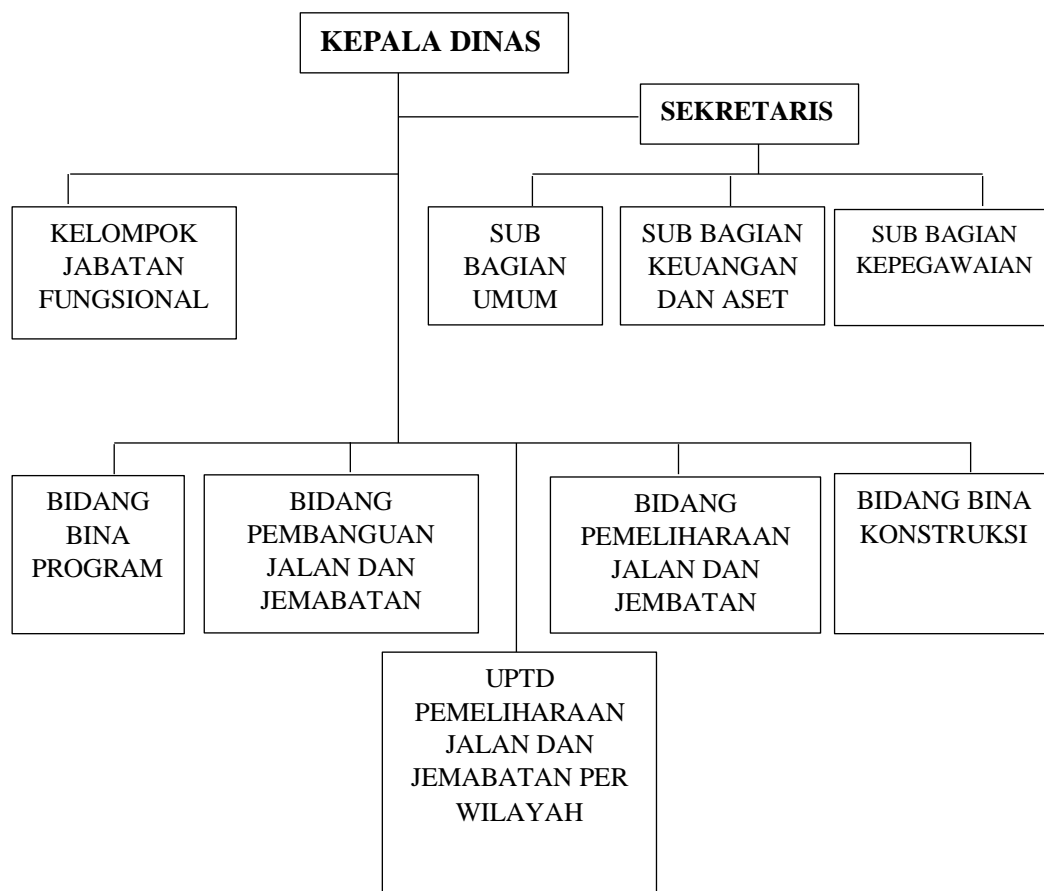 KEPALA DINAS
SEKRETARIS
KELOMPOK
JABATAN
FUNGSIONAL
SUB
BAGIAN
UMUM
SUB BAGIAN
KEUANGAN
DAN ASET
SUB BAGIAN
KEPEGAWAIAN
BIDANG
BINA
PROGRAM
BIDANG
PEMBANGUAN
JALAN DAN
JEMABATAN
BIDANG
PEMELIHARAAN
JALAN DAN
JEMBATAN
BIDANG BINA
KONSTRUKSI
UPTD
PEMELIHARAAN
JALAN DAN
JEMABATAN PER
WILAYAH